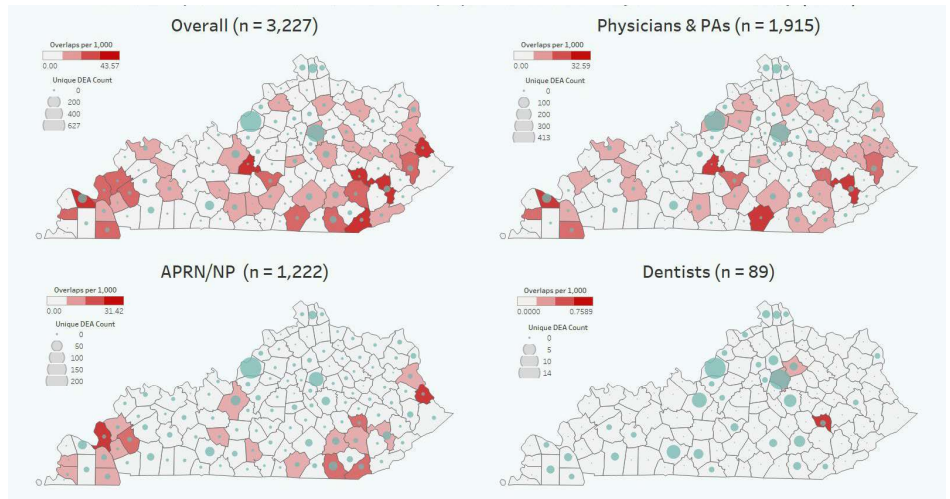 Overall (n = 3,227)
Overlaps per 1,000
0.00 43.57
Unique DEA Count
0
200
400
627
Physicians & PAs (n = 1,915)
Overlaps per 1,000
0.00 32.59
Unique DEA Count
0
100
200
300
413
APRN/NP (n = 1,222)
Overlaps per 1,000
0.00 31.42
Unique DEA Count
0
50
100
150
200
Dentists (n = 89)
Overlaps per 1,000
0.0000 0.7589
Unique DEA Count
0
5
10
14